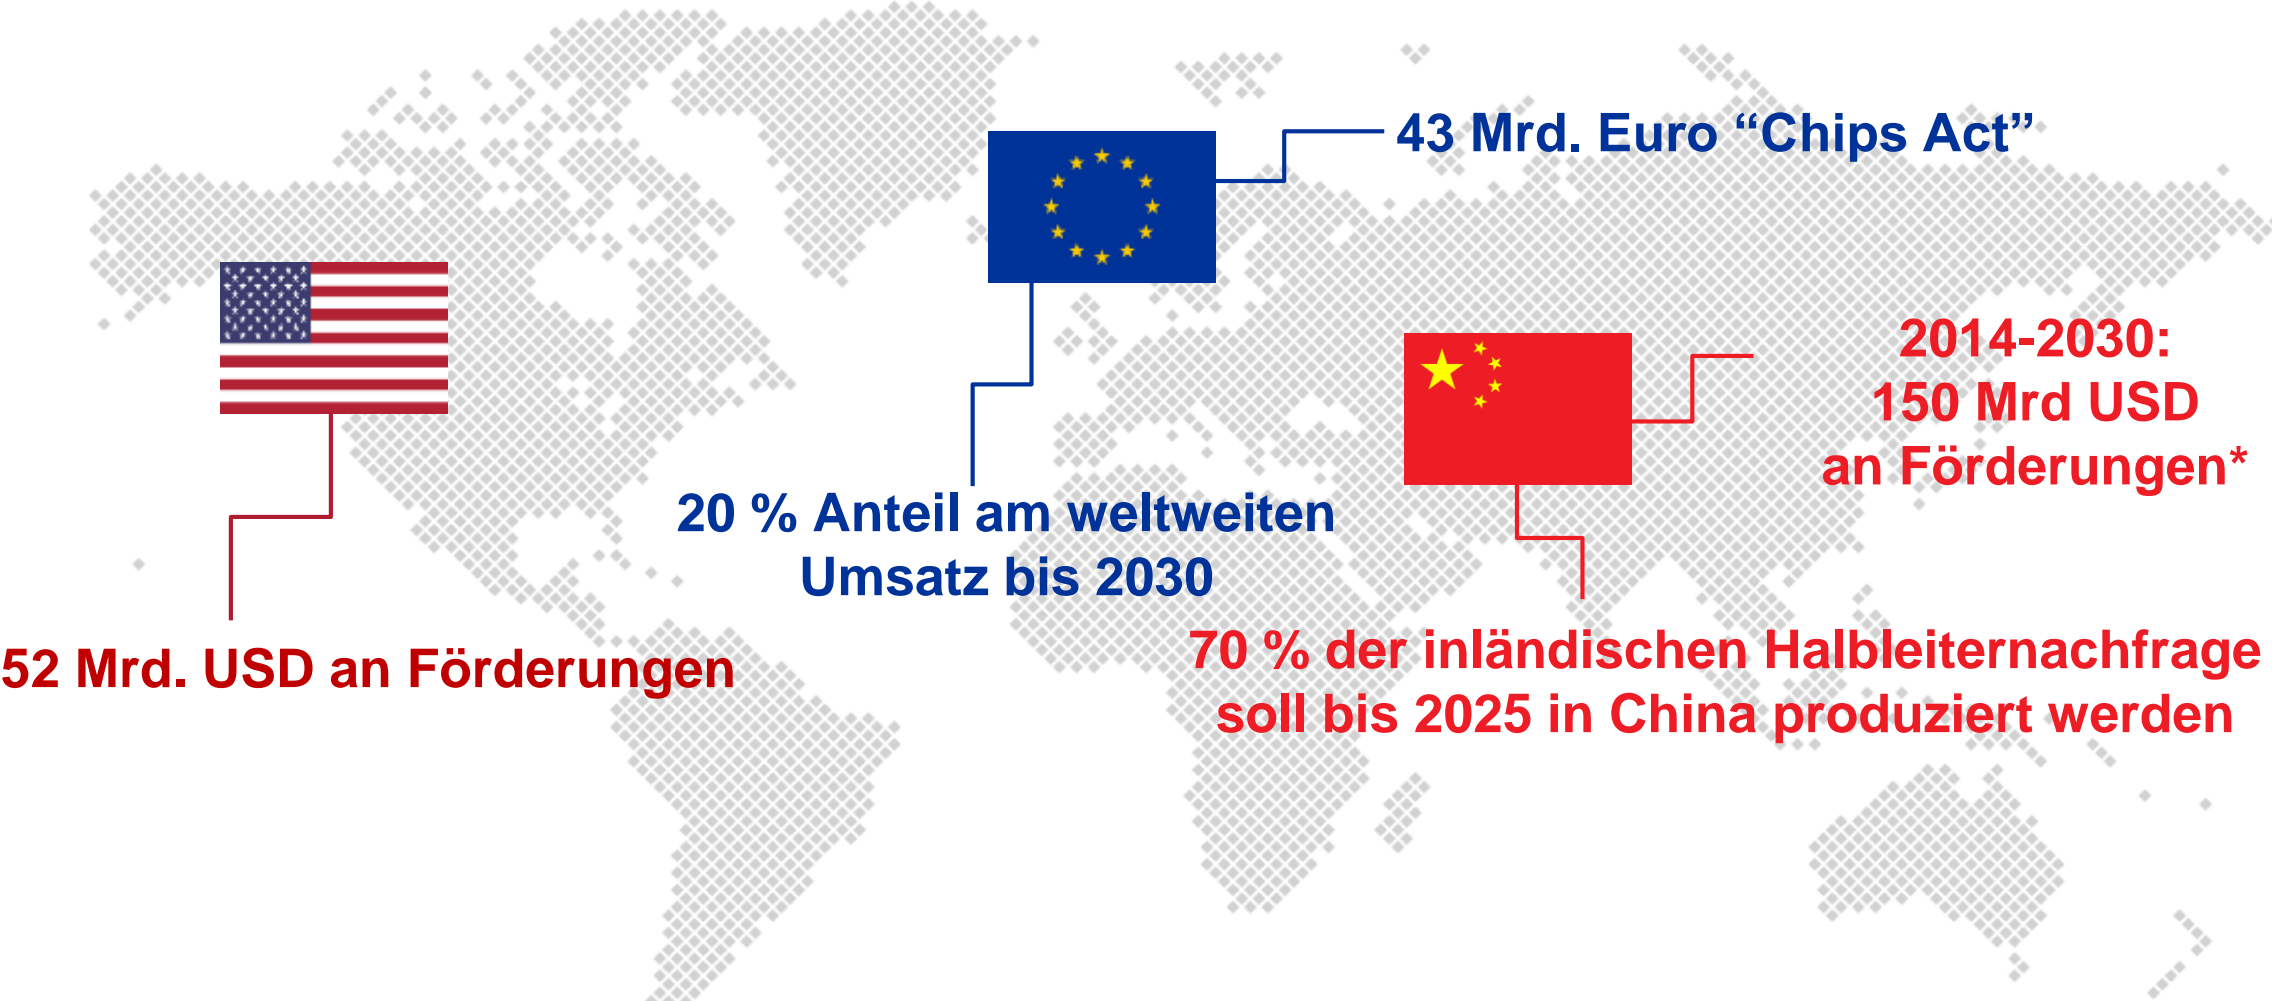 43 Mrd. Euro “Chips Act”
20 % Anteil am weltweiten
Umsatz bis 2030
2014-2030:
150 Mrd USD
an Förderungen*
52 Mrd. USD an Förderungen
70 % der inländischen Halbleiternachfrage
soll bis 2025 in China produziert werden